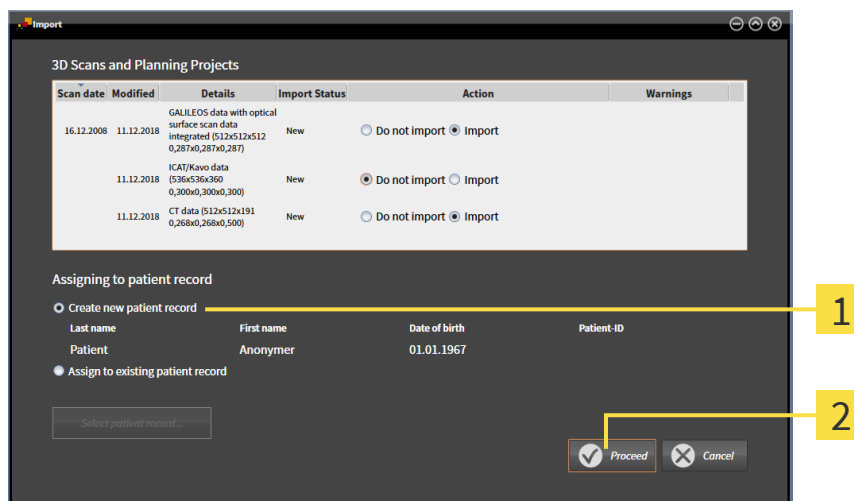 Import
3D Scans and Planning Projects
Scan date Modified Details Import Status Action Warnings
GALILEOS data with optical
surface scan data
integrated (512x512x512
0,287x0,287x0,287)
16.12.2008 11.12.2018 New Do not import Import
ICAT/Kavo data
(536x536x360
0,300x0,300x0,300)
11.12.2018 New Do not import Import
CT data (512x512x191
0,268x0,268x0,500)
11.12.2018 New Do not import Import
Assigning to patient record
Create new patient record
1
Last name First name Date of birth Patient-ID
Patient Anonymer 01.01.1967
Assign to existing patient record
Select patient record...
2
Proceed Cancel